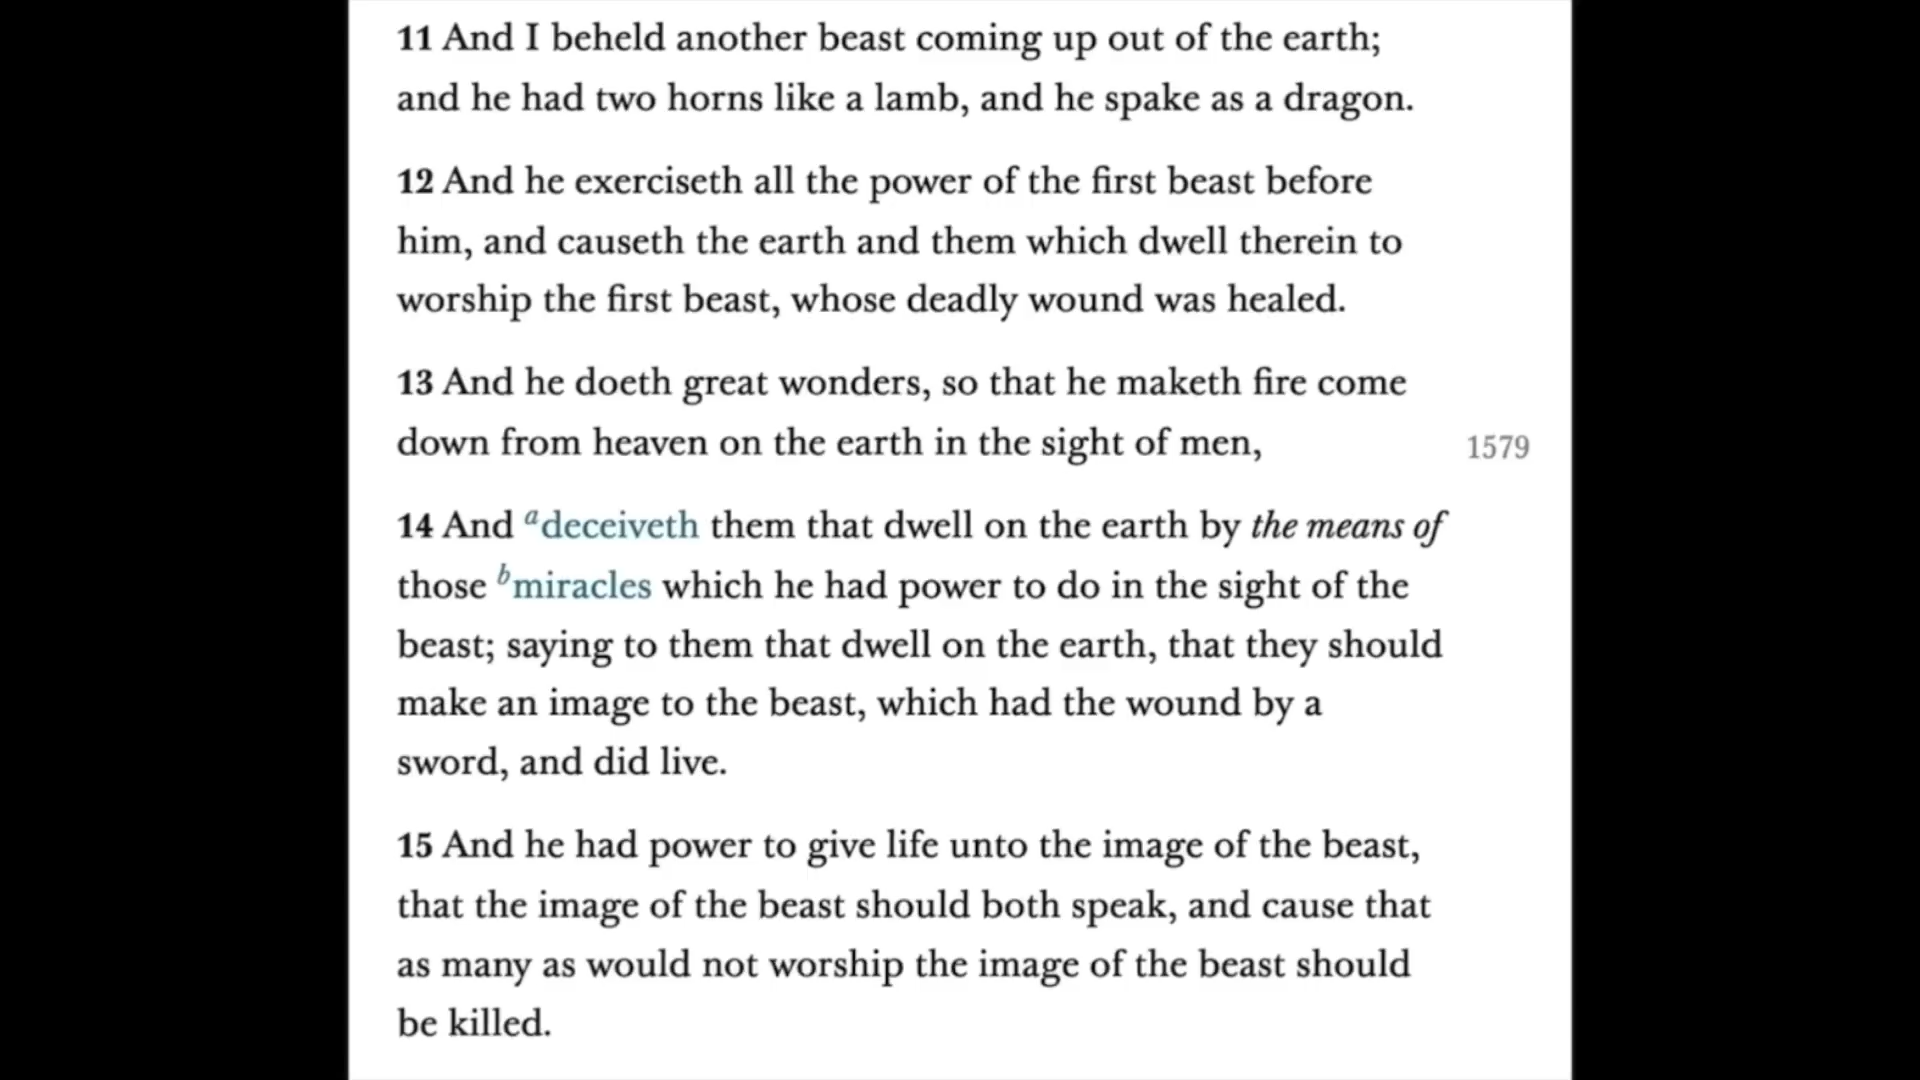 11 And I beheld another beast coming up out of the earth;
and he had two horns like a lamb, and he spake as a dragon.
12 And he exerciseth all the power of the first beast before
him, and causeth the earth and them which dwell therein to
worship the first beast, whose deadly wound was healed.
13 And he doeth great wonders, so that he maketh fire come
down from heaven on the earth in the sight of men,
1579
14 And a deceiveth them that dwell on the earth by the means of
those b miracles which he had power to do in the sight of the
beast; saying to them that dwell on the earth, that they should
make an image to the beast, which had the wound by a
sword, and did live.
15 And he had power to give life unto the image of the beast,
that the image of the beast should both speak, and cause that
as many as would not worship the image of the beast should
be killed.